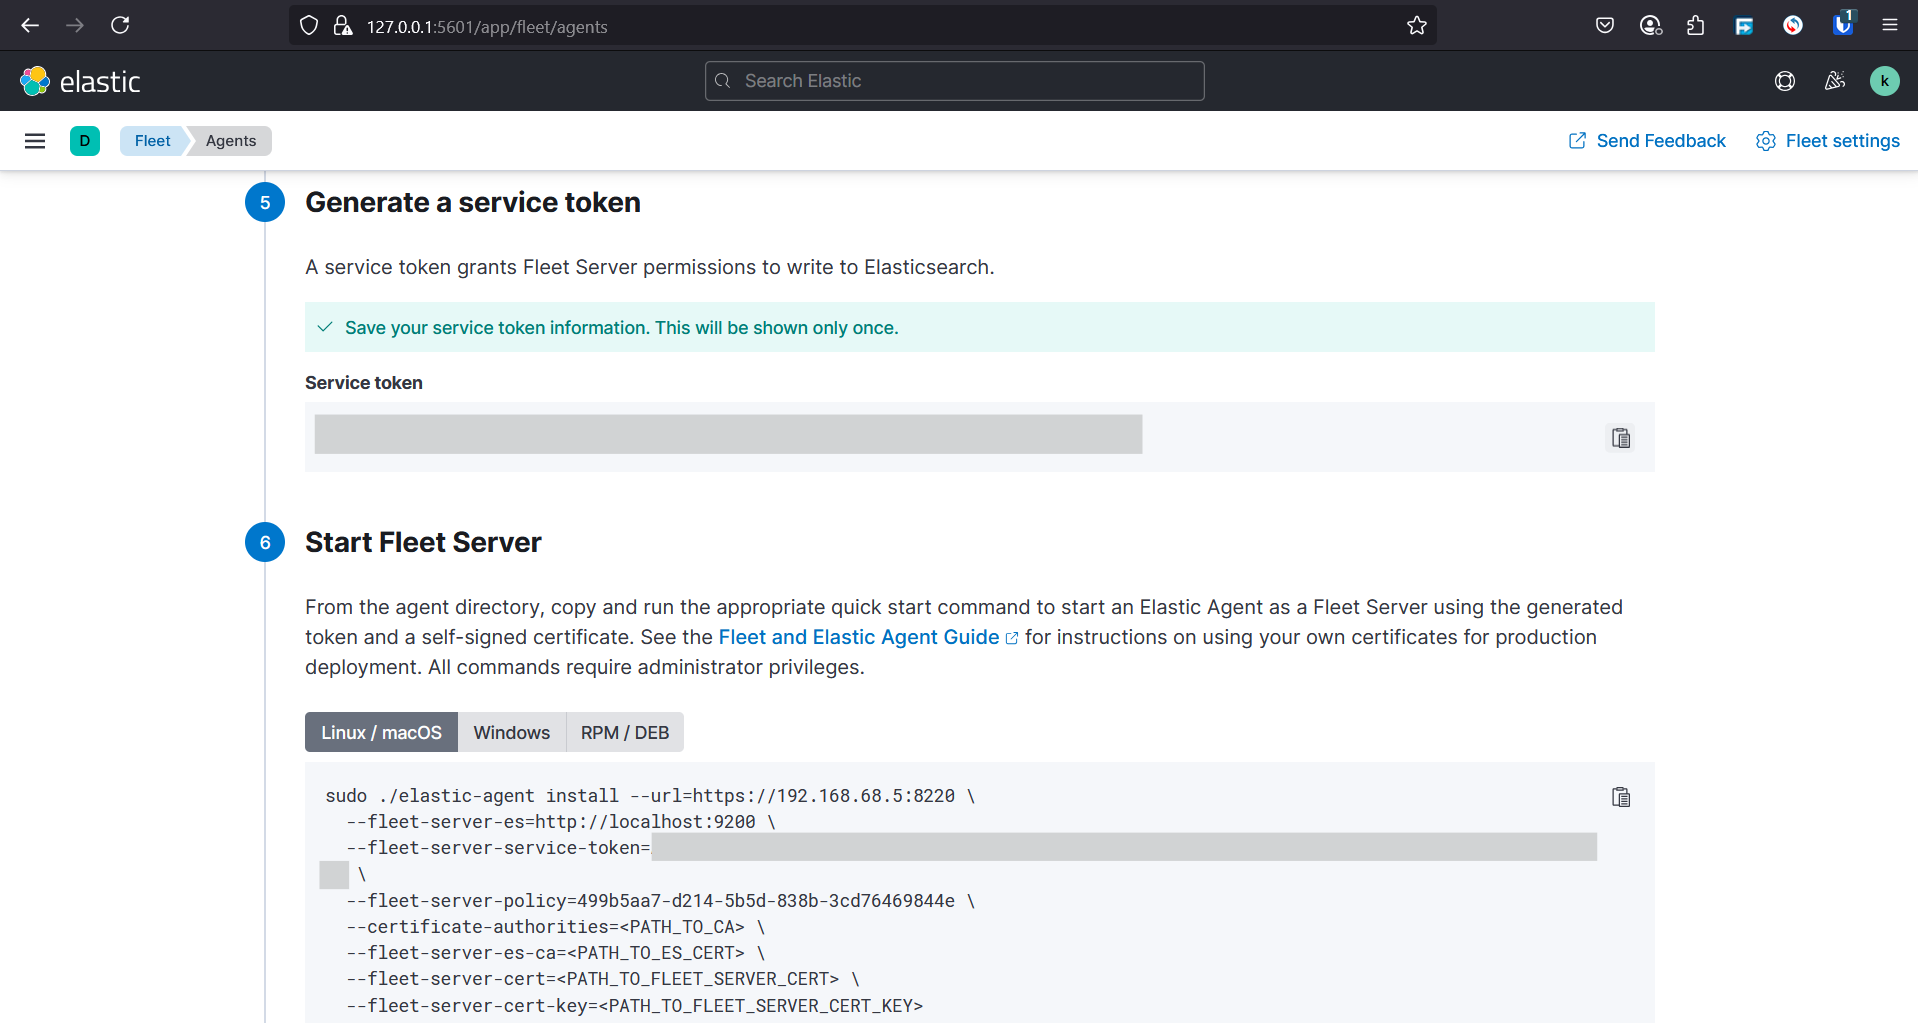 127.0.0.1:5601/app/fleet/agents
1
elastic
Search Elastic
k
D
Fleet
Agents
Send Feedback
Fleet settings
5
Generate a service token
A service token grants Fleet Server permissions to write to Elasticsearch.
Save your service token information. This will be shown only once.
Service token
6
Start Fleet Server
From the agent directory, copy and run the appropriate quick start command to start an Elastic Agent as a Fleet Server using the generated
token and a self-signed certificate. See the Fleet and Elastic Agent Guide for instructions on using your own certificates for production
deployment. All commands require administrator privileges.
Linux / macOS
Windows
RPM / DEB
sudo ./elastic-agent install --url=https://192.168.68.5:8220 \
--fleet-server-es=http://localhost:9200 \
--fleet-server-service-token=
\
--fleet-server-policy=499b5aa7-d214-5b5d-838b-3cd76469844e \
--certificate-authorities=<PATH_TO_CA> \
--fleet-server-es-ca=<PATH_TO_ES_CERT> \
--fleet-server-cert=<PATH_TO_FLEET_SERVER_CERT> \
--fleet-server-cert-key=<PATH_TO_FLEET_SERVER_CERT_KEY>